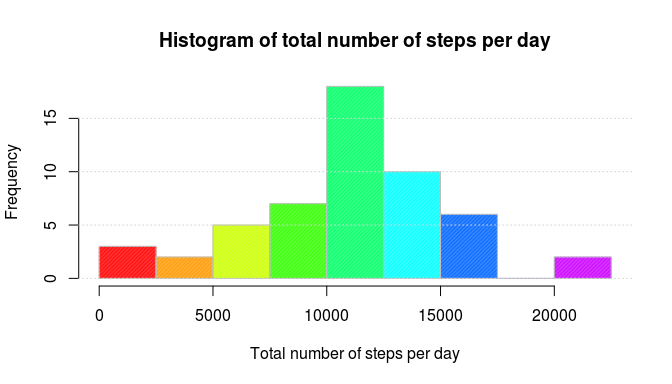 Histogram of total number of steps per day
Frequency
15
10
5
0
0 5000 10000 15000 20000
Total number of steps per day